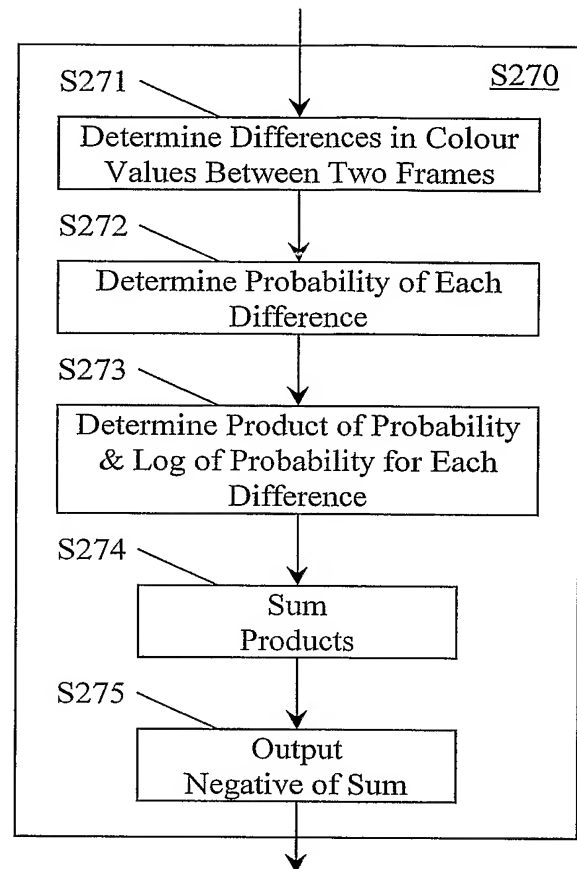 S270
S271
Determine Differences in Colour
Values Between Two Frames
S272
Determine Probability of Each
Difference
S273
Determine Product of Probability
& Log of Probability for Each
Difference
S274
Sum
Products
S275
Output
Negative of Sum